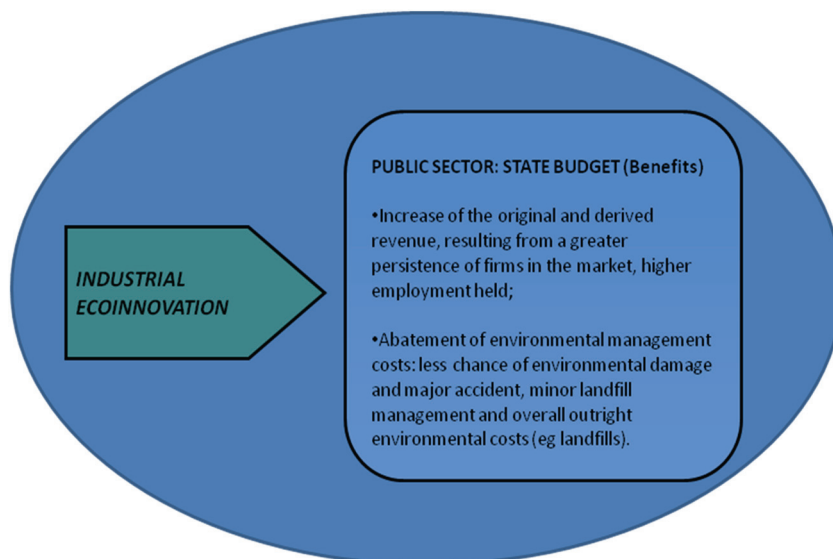 INDUSTRIAL
ECOINNOVATION
PUBLIC SECTOR: STATE BUDGET (Benefits)
•Increase of the original and derived
revenue, resulting from a greater
persistence of firms in the market, higher
employment held;
•Abatement of environmental management
costs: less chance of environmental damage
and major accident, minor landfill
management and overall outright
environmental costs (eg landfills).